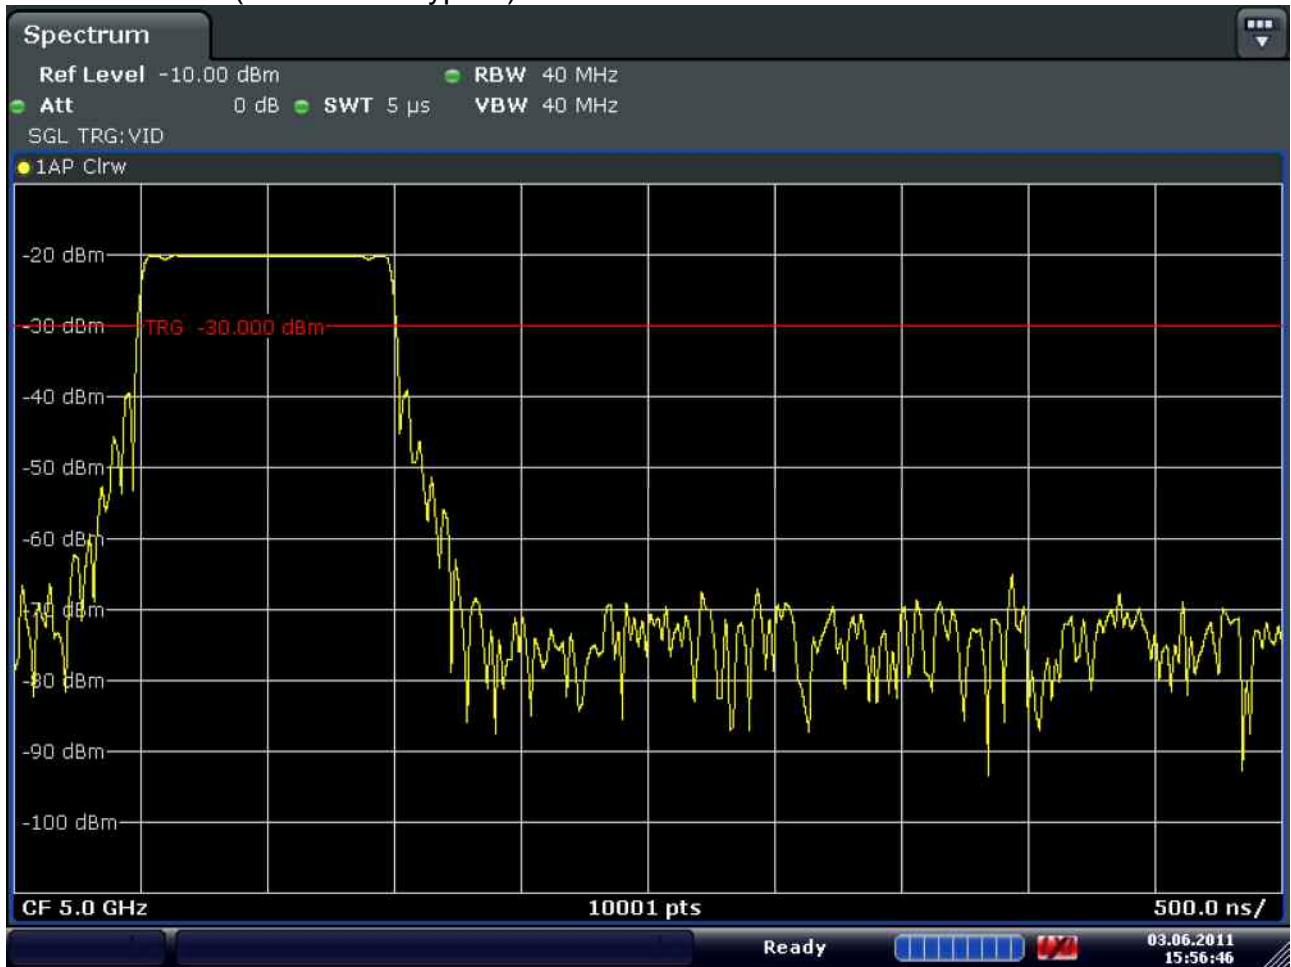 Spectrum
Ref Level -10.00 dBm RBW 40 MHz
Att 0 dB SWT 5 µs VBW 40 MHz
SGL TRG:VID
1AP Clrw
-20 dBm
-30 dBm TRG -30.000 dBm
-40 dBm
-50 dBm
-60 dBm
-70 dBm
-80 dBm
-90 dBm
-100 dBm
CF 5.0 GHz 10001 pts 500.0 ns/
Ready 03.06.2011
15:56:46